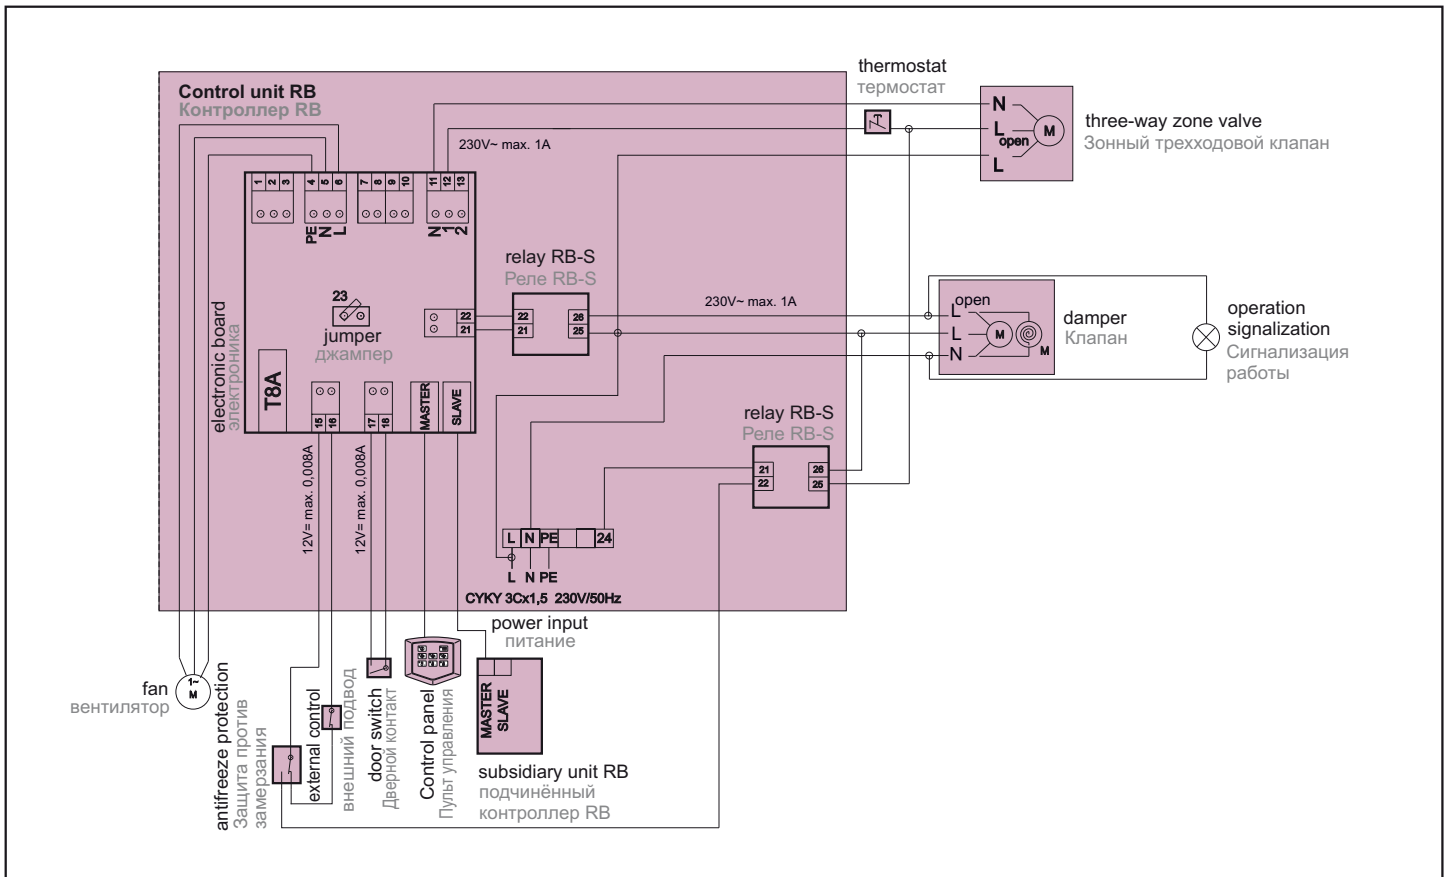 Control unit RB
Контроллер RB
thermostat
термостат
N
L
open
L
M
three-way zone valve
Зонный трехходовой клапан
230V~ max. 1A
1 2 3
4 5 6
7 8 9 10
11 12 13
PE N L
N 1 2
relay RB-S
Реле RB-S
23
jumper
джампер
electronic board
электроника
22
21
22
21
26
25
230V~ max. 1A
L open
L
N
M
M
damper
Клапан
operation
signalization
Сигнализация
работы
T8A
15 16
17 18
MASTER
SLAVE
relay RB-S
Реле RB-S
21
22
26
25
12V= max. 0,008A
12V= max. 0,008A
L N PE 24
L N PE
CYKY 3Cx1,5 230V/50Hz
power input
питание
fan
вентилятор
1~
M
antifreeze protection
Защита против
замерзания
external control
внешний подвод
door switch
Дверной контакт
Control panel
Пульт управления
MASTER
SLAVE
subsidiary unit RB
подчинённый
контроллер RB